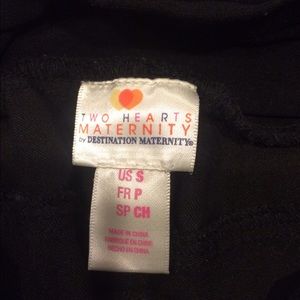 TWO HEARTS
MATERNITY
by DESTINATION MATERNITY®
US S
FR P
SP CH
MADE IN CHINA
FABRIQUÉ EN CHINE
HECHO EN CHINA